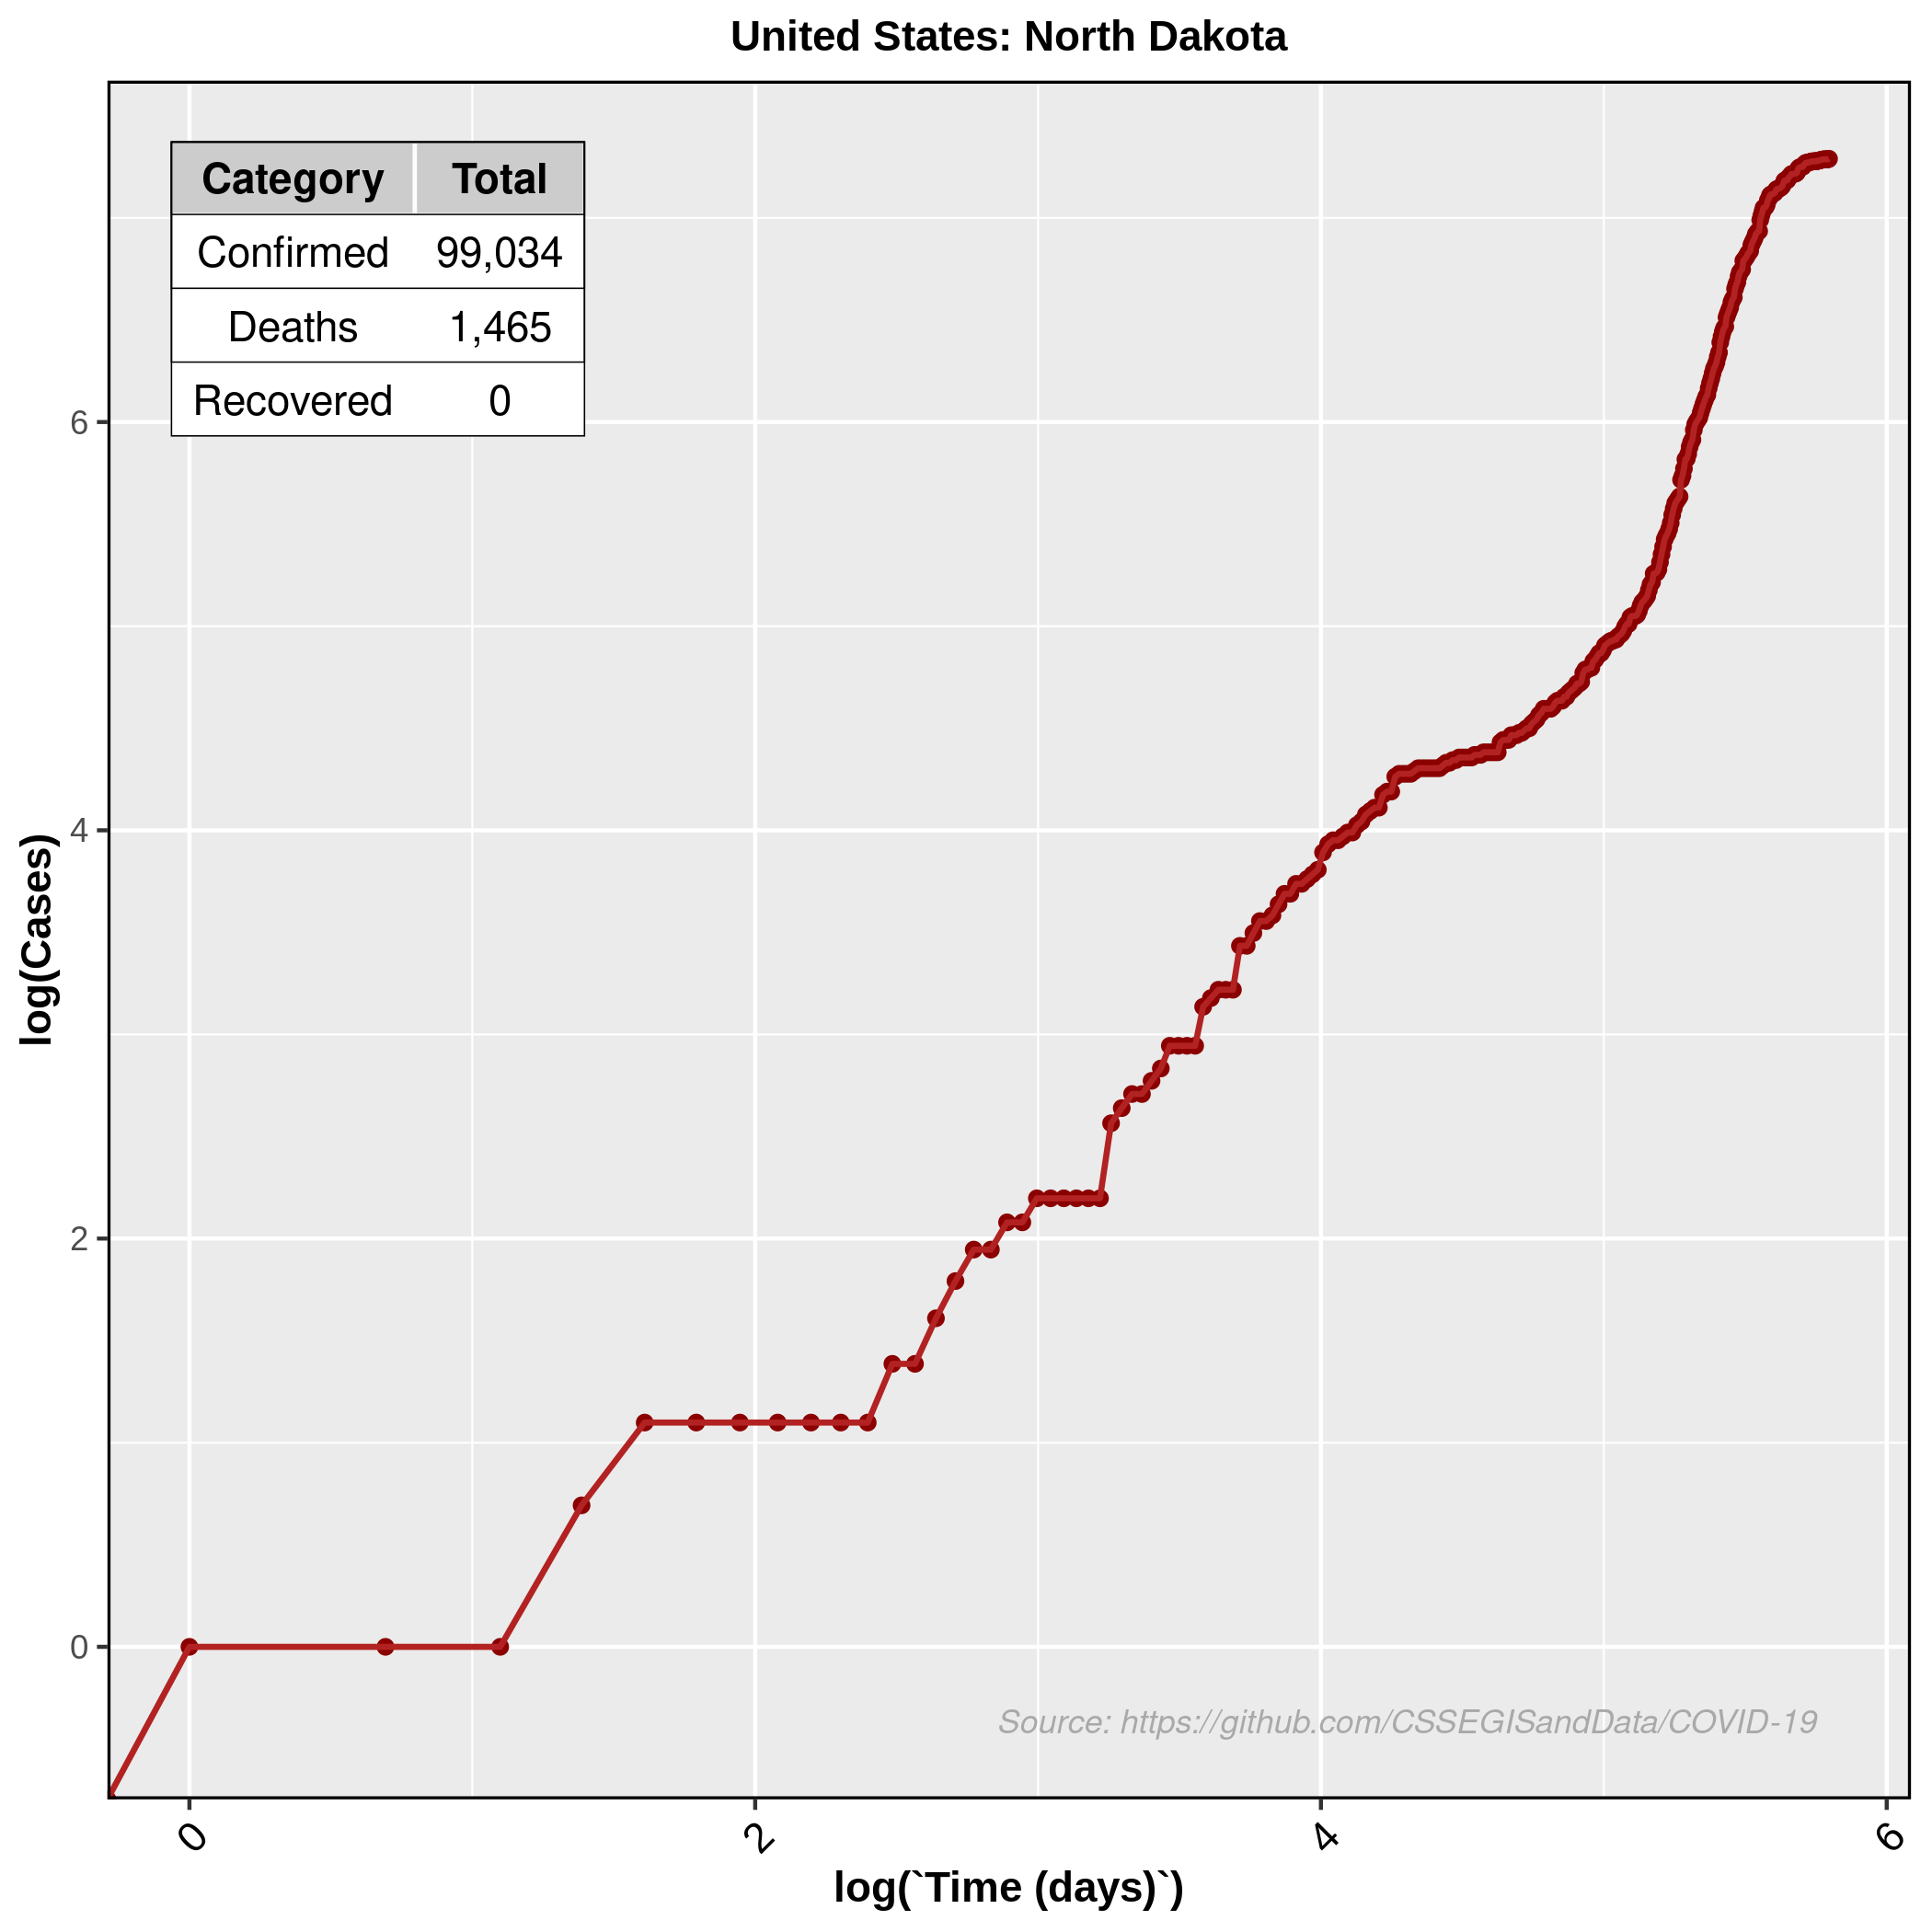 United States: North Dakota
Category Total
Confirmed 99,034
Deaths 1,465
Recovered 0
6
4
2
0
log(Cases)
Source: https://github.com/CSSEGISandData/COVID-19
0 2 4 6
log(`Time (days)`)